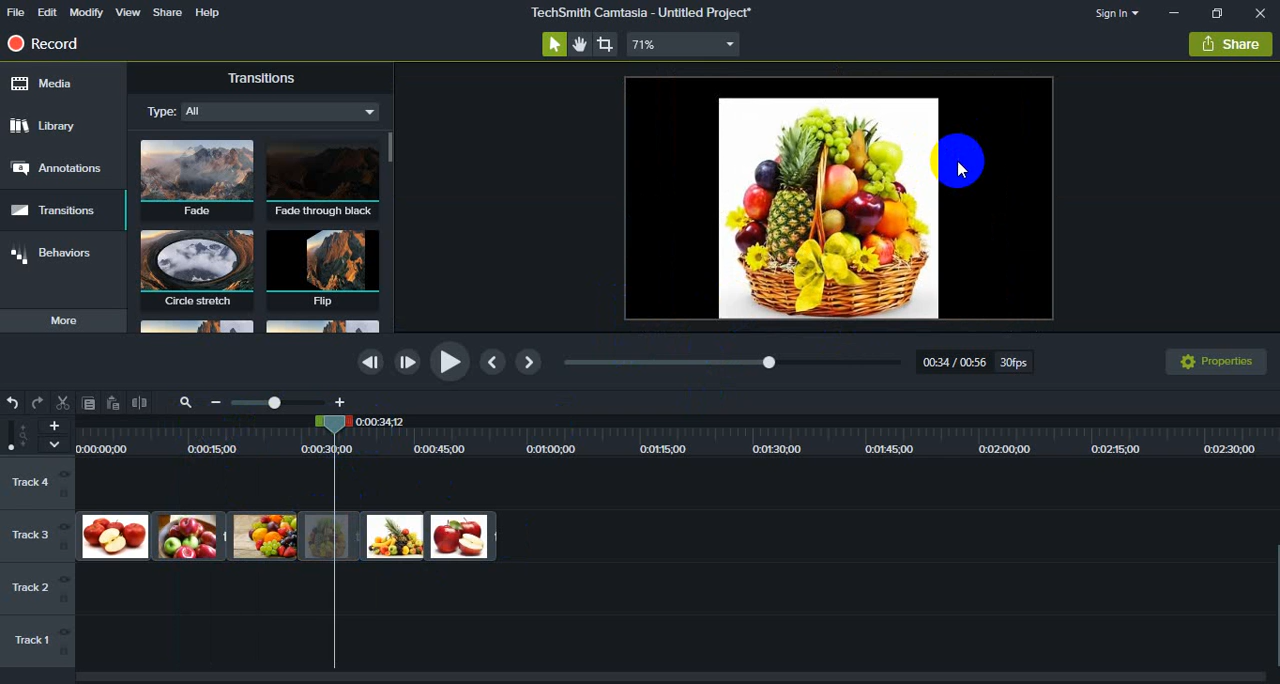 File Edit Modify View Share Help
TechSmith Camtasia - Untitled Project*
Sign In
Record
71%
Share
Media
Library
Annotations
Transitions
Behaviors
More
Transitions
Type: All
Fade
Fade through black
Circle stretch
Flip
00:34 / 00:56 30fps
Properties
0:00:34;12
0:00:00;00 0:00:15;00 0:00:30;00 0:00:45;00 0:01:00;00 0:01:15;00 0:01:30;00 0:01:45;00 0:02:00;00 0:02:15;00 0:02:30;00
Track 4
Track 3
Track 2
Track 1